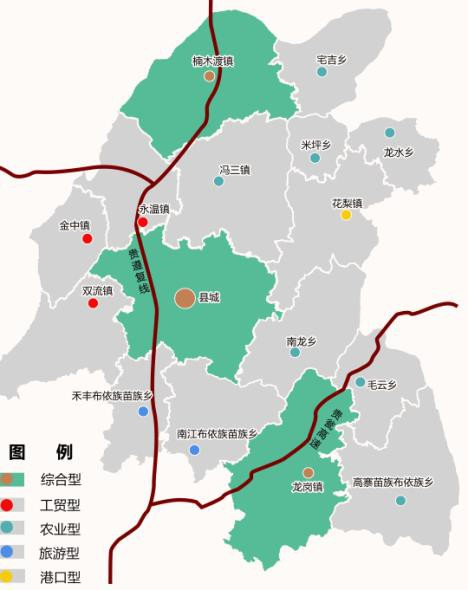 楠木渡镇
宅吉乡
米坪乡
龙水乡
冯三镇
永温镇
花梨镇
金中镇
贵遵复线
双流镇
县城
南龙乡
毛云乡
禾丰布依族苗族乡
贵瓮高速
南江布依族苗族乡
龙岗镇
高寨苗族布依族乡
图 例
综合型
工贸型
农业型
旅游型
港口型